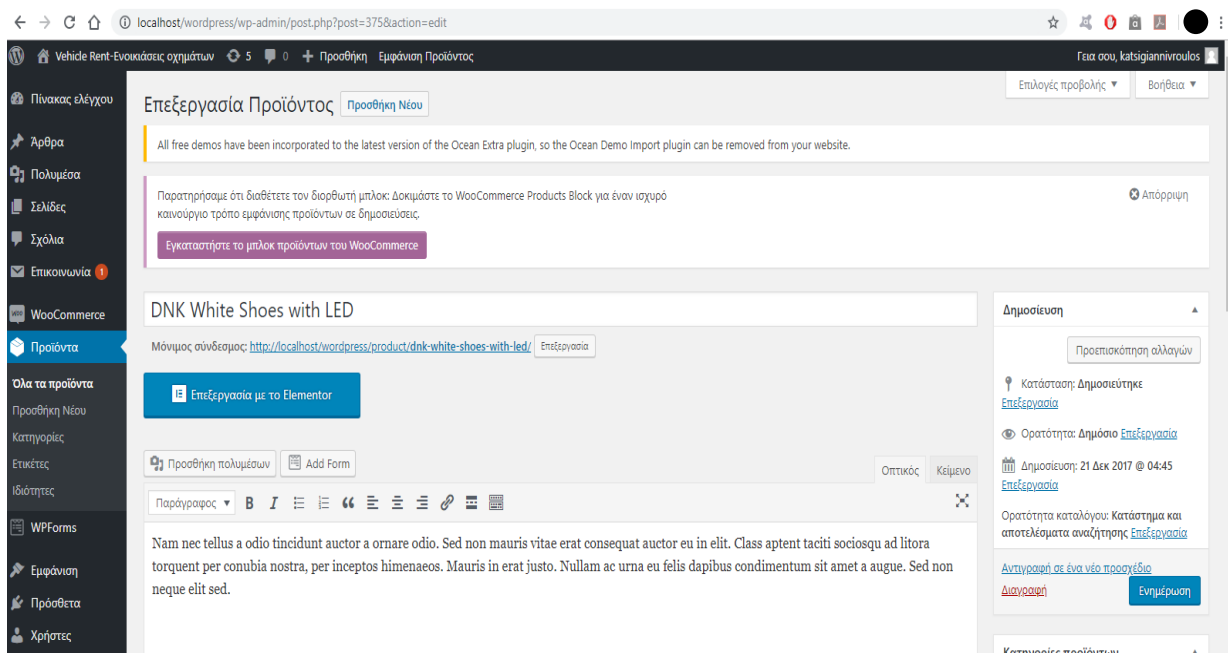 localhost/wordpress/wp-admin/post.php?post=375&action=edit
Vehicle Rent-Ενοικιάσεις οχημάτων 5 0 Προσθήκη Εμφάνιση Προϊόντος Γεια σου, katsigiannivroulos
Πίνακας ελέγχου
Άρθρα
Πολυμέσα
Σελίδες
Σχόλια
Επικοινωνία 1
WooCommerce
Προϊόντα
Όλα τα προϊόντα
Προσθήκη Νέου
Κατηγορίες
Ετικέτες
Ιδιότητες
WPForms
Εμφάνιση
Πρόσθετα
Χρήστες
Επιλογές προβολής Βοήθεια
Επεξεργασία Προϊόντος Προσθήκη Νέου
All free demos have been incorporated to the latest version of the Ocean Extra plugin, so the Ocean Demo Import plugin can be removed from your website.
Παρατηρήσαμε ότι διαθέτετε τον διορθωτή μπλοκ: Δοκιμάστε το WooCommerce Products Block για έναν ισχυρό
καινούργιο τρόπο εμφάνισης προϊόντων σε δημοσιεύσεις.
Απόρριψη
Εγκαταστήστε το μπλοκ προϊόντων του WooCommerce
DNK White Shoes with LED
Μόνιμος σύνδεσμος: http://localhost/wordpress/product/dnk-white-shoes-with-led/ Επεξεργασία
Επεξεργασία με το Elementor
Προσθήκη πολυμέσων Add Form
Οπτικός Κείμενο
Παράγραφος B I
Nam nec tellus a odio tincidunt auctor a ornare odio. Sed non mauris vitae erat consequat auctor eu in elit. Class aptent taciti sociosqu ad litora
torquent per conubia nostra, per inceptos himenaeos. Mauris in erat justo. Nullam ac urna eu felis dapibus condimentum sit amet a augue. Sed non
neque elit sed.
Δημοσίευση
Προεπισκόπηση αλλαγών
Κατάσταση: Δημοσιεύτηκε
Επεξεργασία
Ορατότητα: Δημόσιο Επεξεργασία
Δημοσίευση: 21 Δεκ 2017 @ 04:45
Επεξεργασία
Ορατότητα καταλόγου: Κατάστημα και
αποτελέσματα αναζήτησης Επεξεργασία
Αντιγραφή σε ένα νέο προσχέδιο
Διαγραφή Ενημέρωση
Κατηγορίες προϊόντων